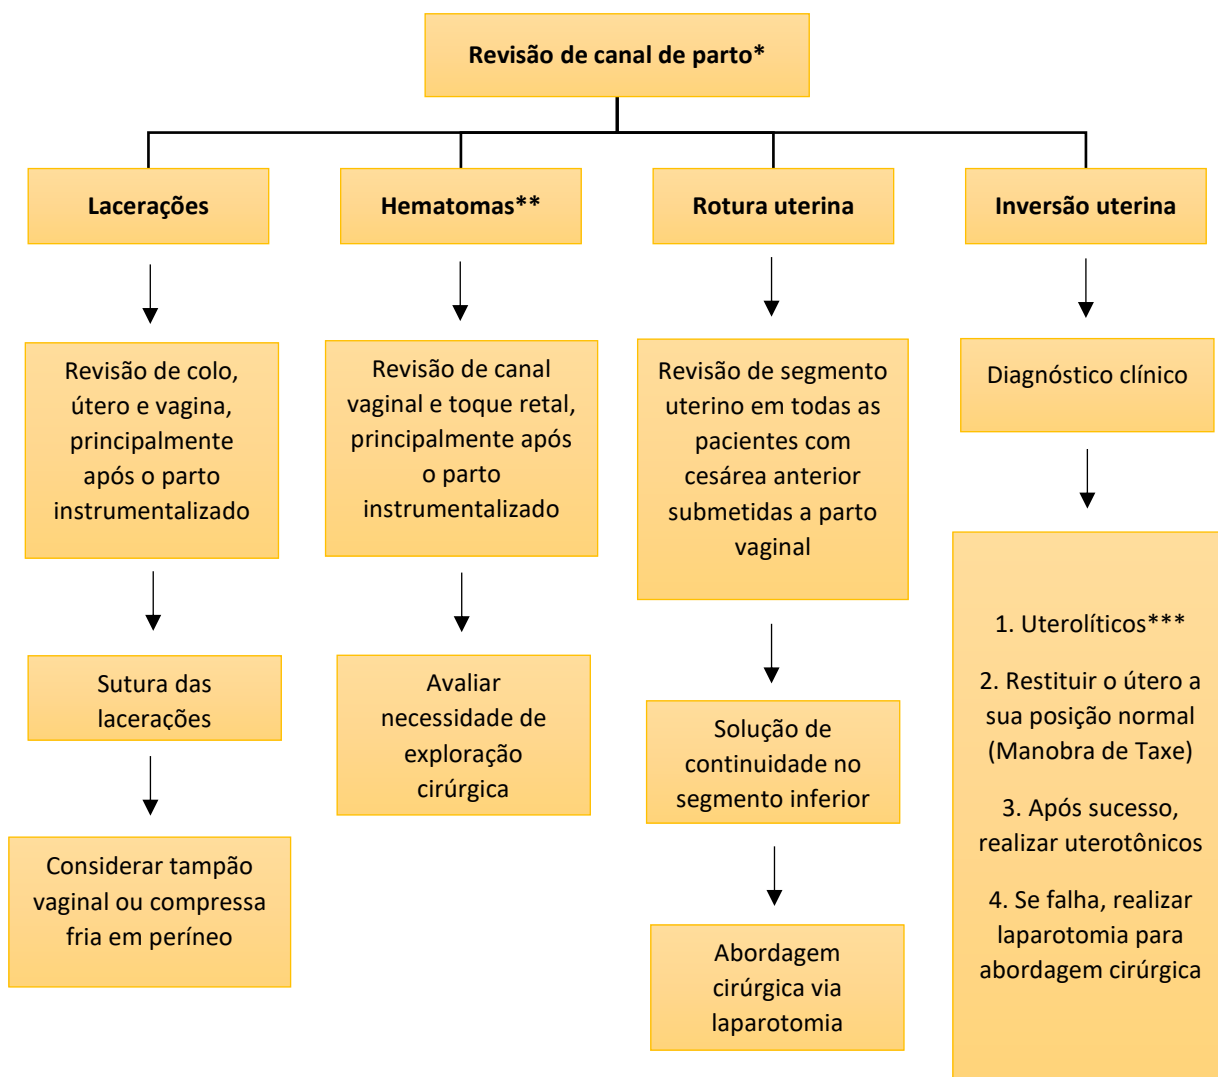 Revisão de canal de parto*
Lacerações
Hematomas**
Rotura uterina
Inversão uterina
Revisão de colo,
útero e vagina,
principalmente
após o parto
instrumentalizado
Revisão de canal
vaginal e toque retal,
principalmente após
o parto
instrumentalizado
Revisão de segmento
uterino em todas as
pacientes com
cesárea anterior
submetidas a parto
vaginal
Diagnóstico clínico
Sutura das
lacerações
Avaliar
necessidade de
exploração
cirúrgica
Solução de
continuidade no
segmento inferior
1. Uterolíticos***
2. Restituir o útero a
sua posição normal
(Manobra de Taxe)
3. Após sucesso,
realizar uterotônicos
4. Se falha, realizar
laparotomia para
abordagem cirúrgica
Considerar tampão
vaginal ou compressa
fria em períneo
Abordagem
cirúrgica via
laparotomia